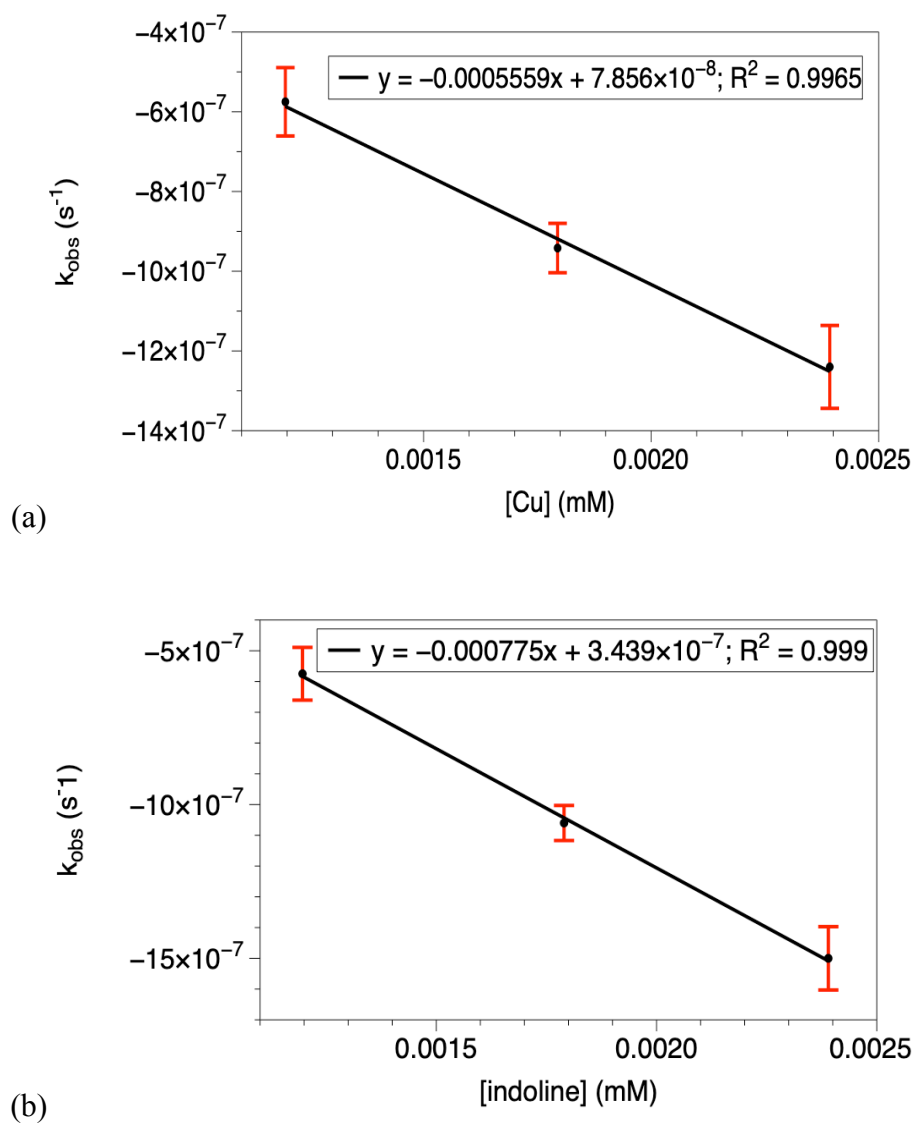 −4×10⁻⁷
y = −0.0005559x + 7.856×10⁻⁸; R² = 0.9965
−6×10⁻⁷
−8×10⁻⁷
−10×10⁻⁷
−12×10⁻⁷
−14×10⁻⁷
k_obs (s⁻¹)
0.0015 0.0020 0.0025
[Cu] (mM)
(a)
−5×10⁻⁷
y = −0.000775x + 3.439×10⁻⁷; R² = 0.999
−10×10⁻⁷
−15×10⁻⁷
k_obs (s⁻1)
0.0015 0.0020 0.0025
[indoline] (mM)
(b)